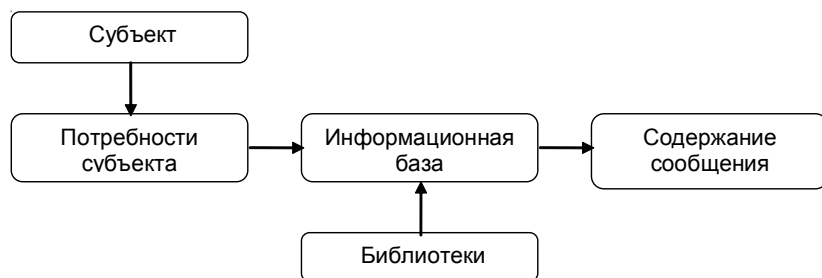 Субъект
Потребности
субъекта
Информационная
база
Содержание
сообщения
Библиотеки